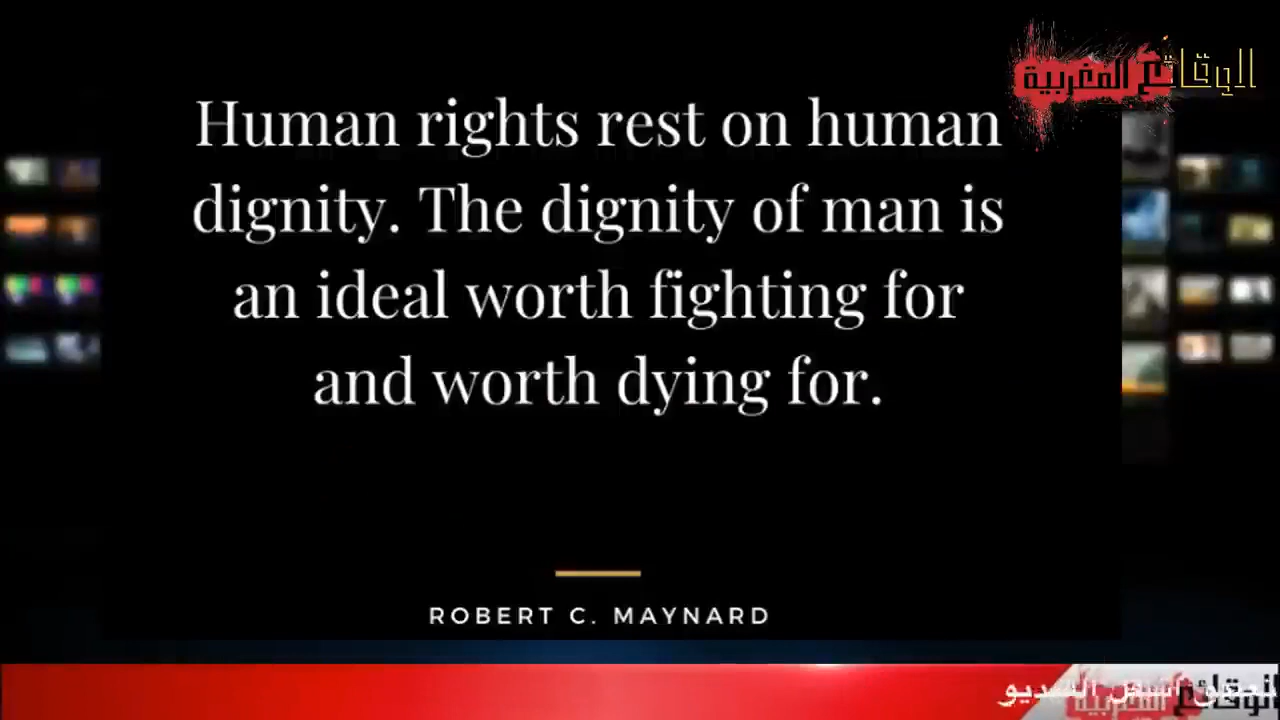 الوقائع المغربية
Human rights rest on human
dignity. The dignity of man is
an ideal worth fighting for
and worth dying for.
ROBERT C. MAYNARD
الوقائع